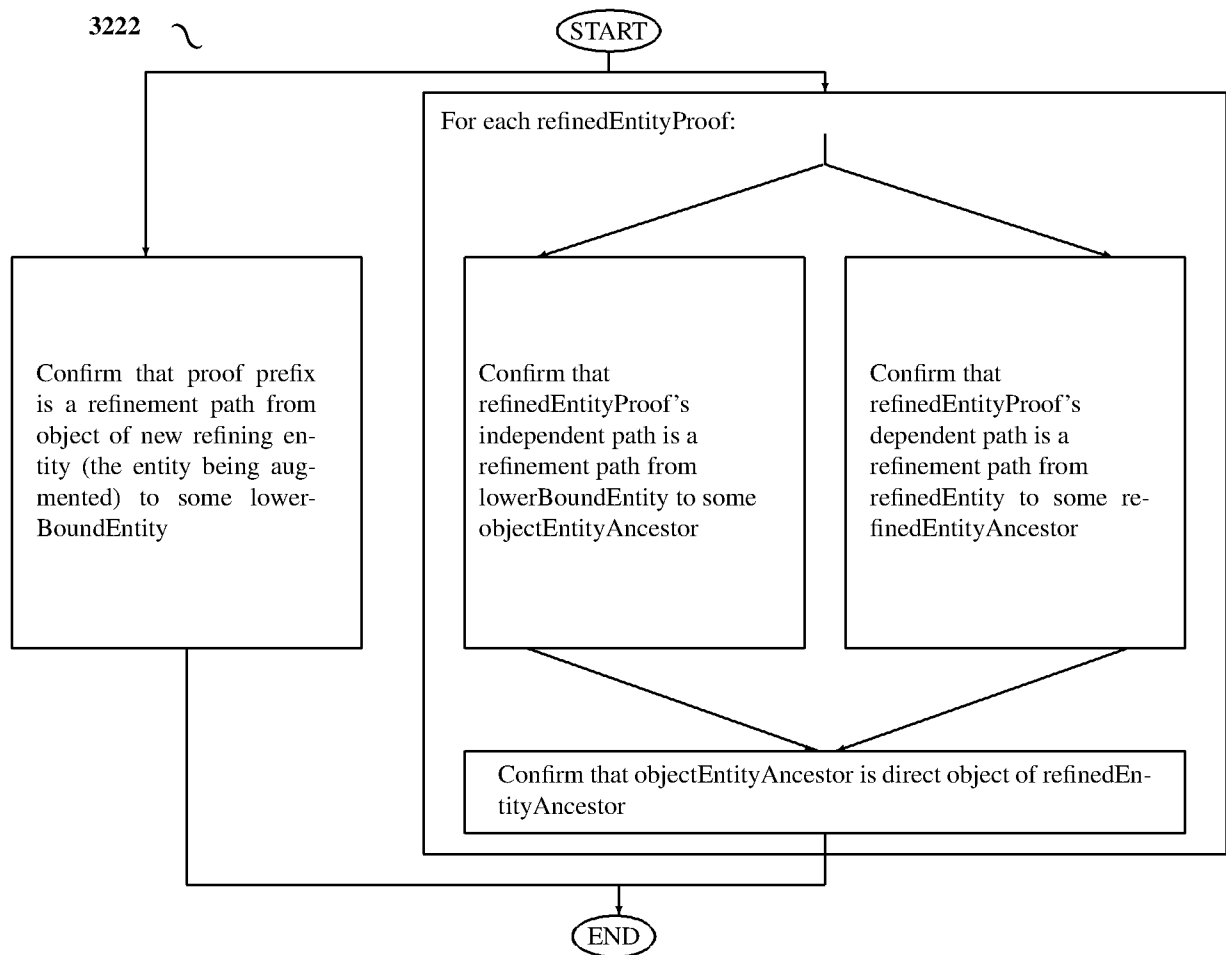 3222
START
For each refinedEntityProof:
Confirm that proof prefix
is a refinement path from
object of new refining en-
tity (the entity being aug-
mented) to some lower-
BoundEntity
Confirm that
refinedEntityProof's
independent path is a
refinement path from
lowerBoundEntity to some
objectEntityAncestor
Confirm that
refinedEntityProof's
dependent path is a
refinement path from
refinedEntity to some re-
finedEntityAncestor
Confirm that objectEntityAncestor is direct object of refinedEn-
tityAncestor
END